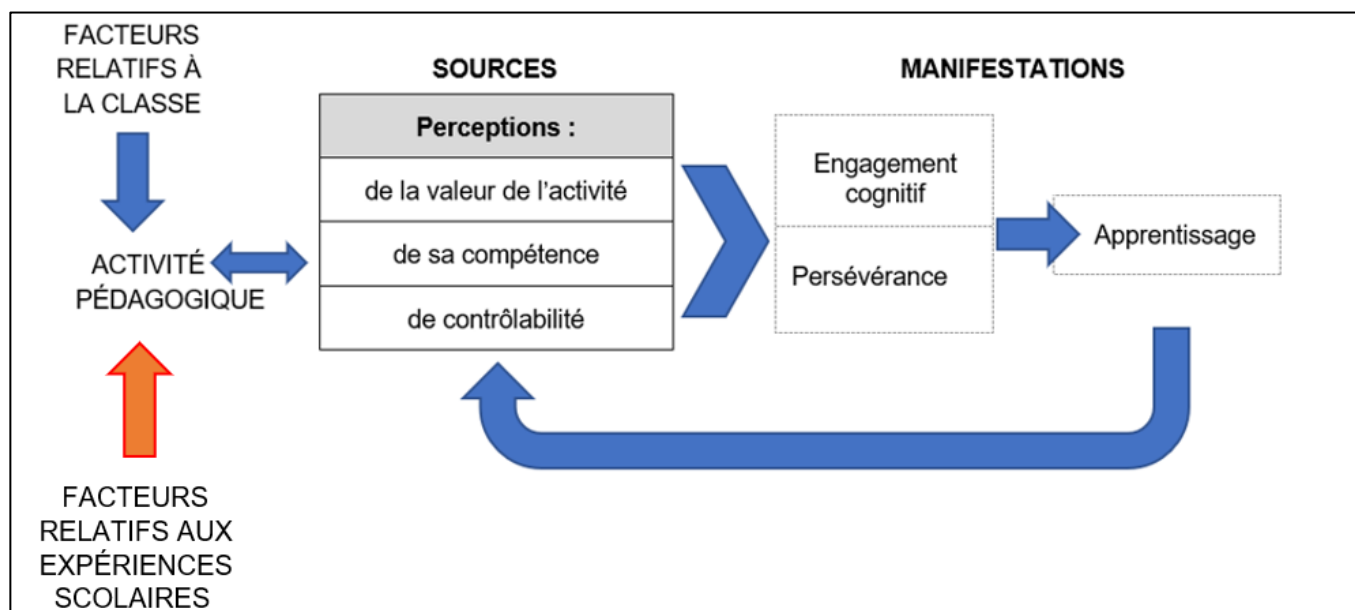 FACTEURS
RELATIFS À
LA CLASSE
ACTIVITÉ
PÉDAGOGIQUE
FACTEURS
RELATIFS AUX
EXPÉRIENCES
SCOLAIRES
SOURCES
Perceptions :
de la valeur de l’activité
de sa compétence
de contrôlabilité
MANIFESTATIONS
Engagement
cognitif
Persévérance
Apprentissage